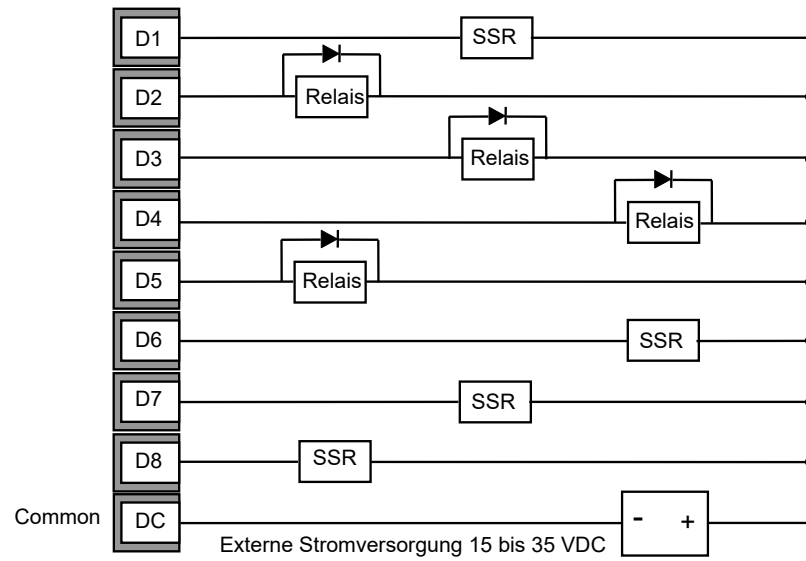 D1 SSR
D2 Relais
D3 Relais
D4 Relais
D5 Relais
D6 SSR
D7 SSR
D8 SSR
Common DC - +
Externe Stromversorgung 15 bis 35 VDC